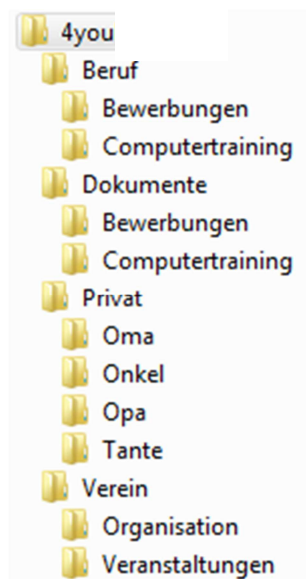 4you
Beruf
Bewerbungen
Computertraining
Dokumente
Bewerbungen
Computertraining
Privat
Oma
Onkel
Opa
Tante
Verein
Organisation
Veranstaltungen